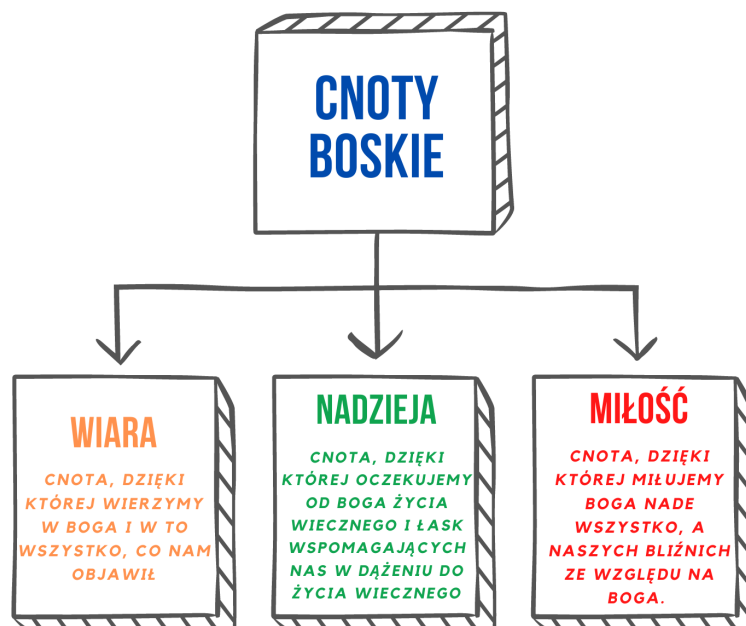 CNOTY
BOSKIE
WIARA
CNOTA, DZIĘKI
KTÓREJ WIERZYMY
W BOGA I W TO
WSZYSTKO, CO NAM
OBJAWIŁ
NADZIEJA
CNOTA, DZIĘKI
KTÓREJ OCZEKUJEMY
OD BOGA ŻYCIA
WIECZNEGO I ŁASK
WSPOMAGAJĄCYCH
NAS W DĄŻENIU DO
ŻYCIA WIECZNEGO
MIŁOŚĆ
CNOTA, DZIĘKI
KTÓREJ MIŁUJEMY
BOGA NADE
WSZYSTKO, A
NASZYCH BLIŹNICH
ZE WZGLĘDU NA
BOGA.